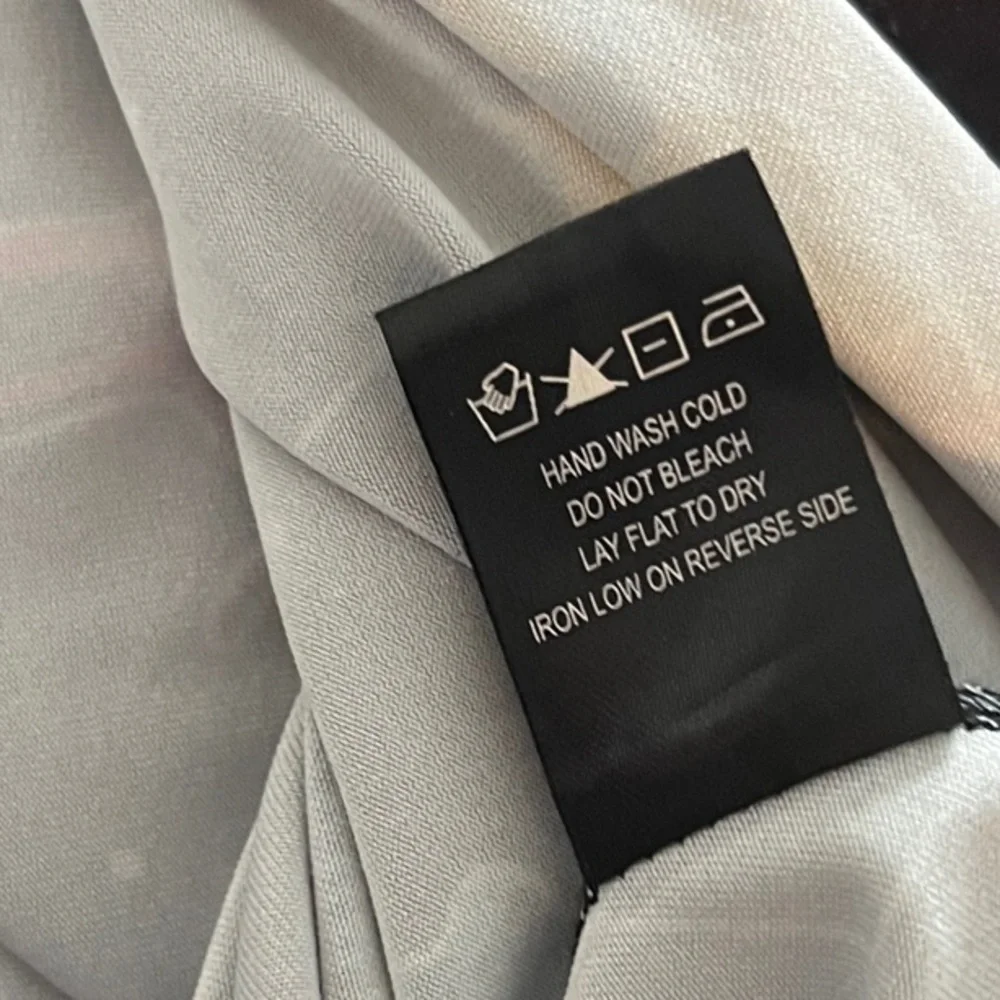 HAND WASH COLD
DO NOT BLEACH
LAY FLAT TO DRY
IRON LOW ON REVERSE SIDE